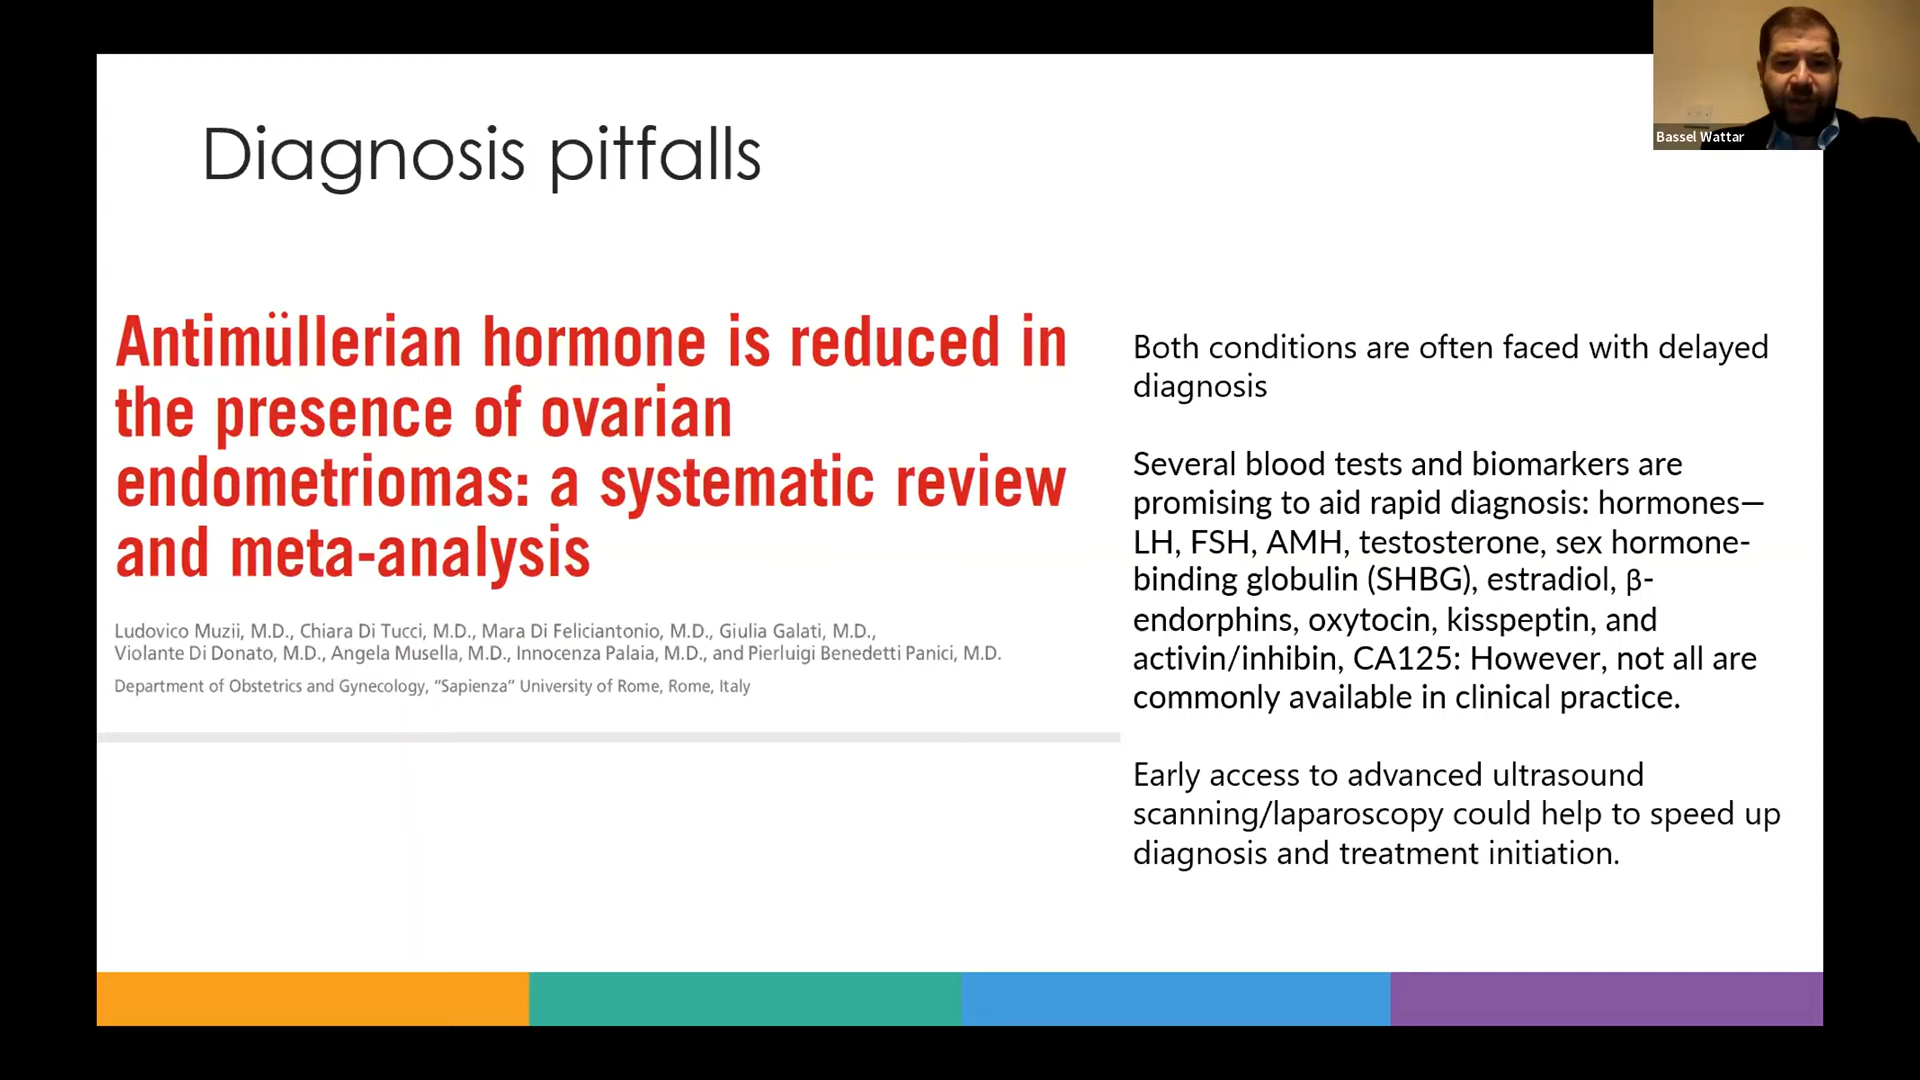 Diagnosis pitfalls
Antimüllerian hormone is reduced in
the presence of ovarian
endometriomas: a systematic review
and meta-analysis
Ludovico Muzii, M.D., Chiara Di Tucci, M.D., Mara Di Feliciantonio, M.D., Giulia Galati, M.D.,
Violante Di Donato, M.D., Angela Musella, M.D., Innocenza Palaia, M.D., and Pierluigi Benedetti Panici, M.D.
Department of Obstetrics and Gynecology, “Sapienza” University of Rome, Rome, Italy
Both conditions are often faced with delayed
diagnosis
Several blood tests and biomarkers are
promising to aid rapid diagnosis: hormones—
LH, FSH, AMH, testosterone, sex hormone-
binding globulin (SHBG), estradiol, β-
endorphins, oxytocin, kisspeptin, and
activin/inhibin, CA125: However, not all are
commonly available in clinical practice.
Early access to advanced ultrasound
scanning/laparoscopy could help to speed up
diagnosis and treatment initiation.
Bassel Wattar